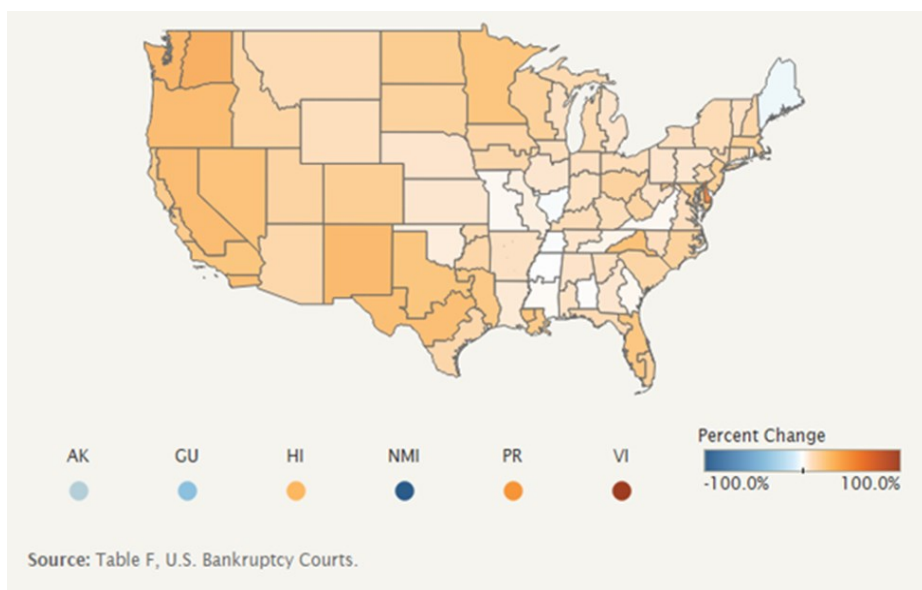 Percent Change
-100.0% 100.0%
AK GU HI NMI PR VI
Source: Table F, U.S. Bankruptcy Courts.